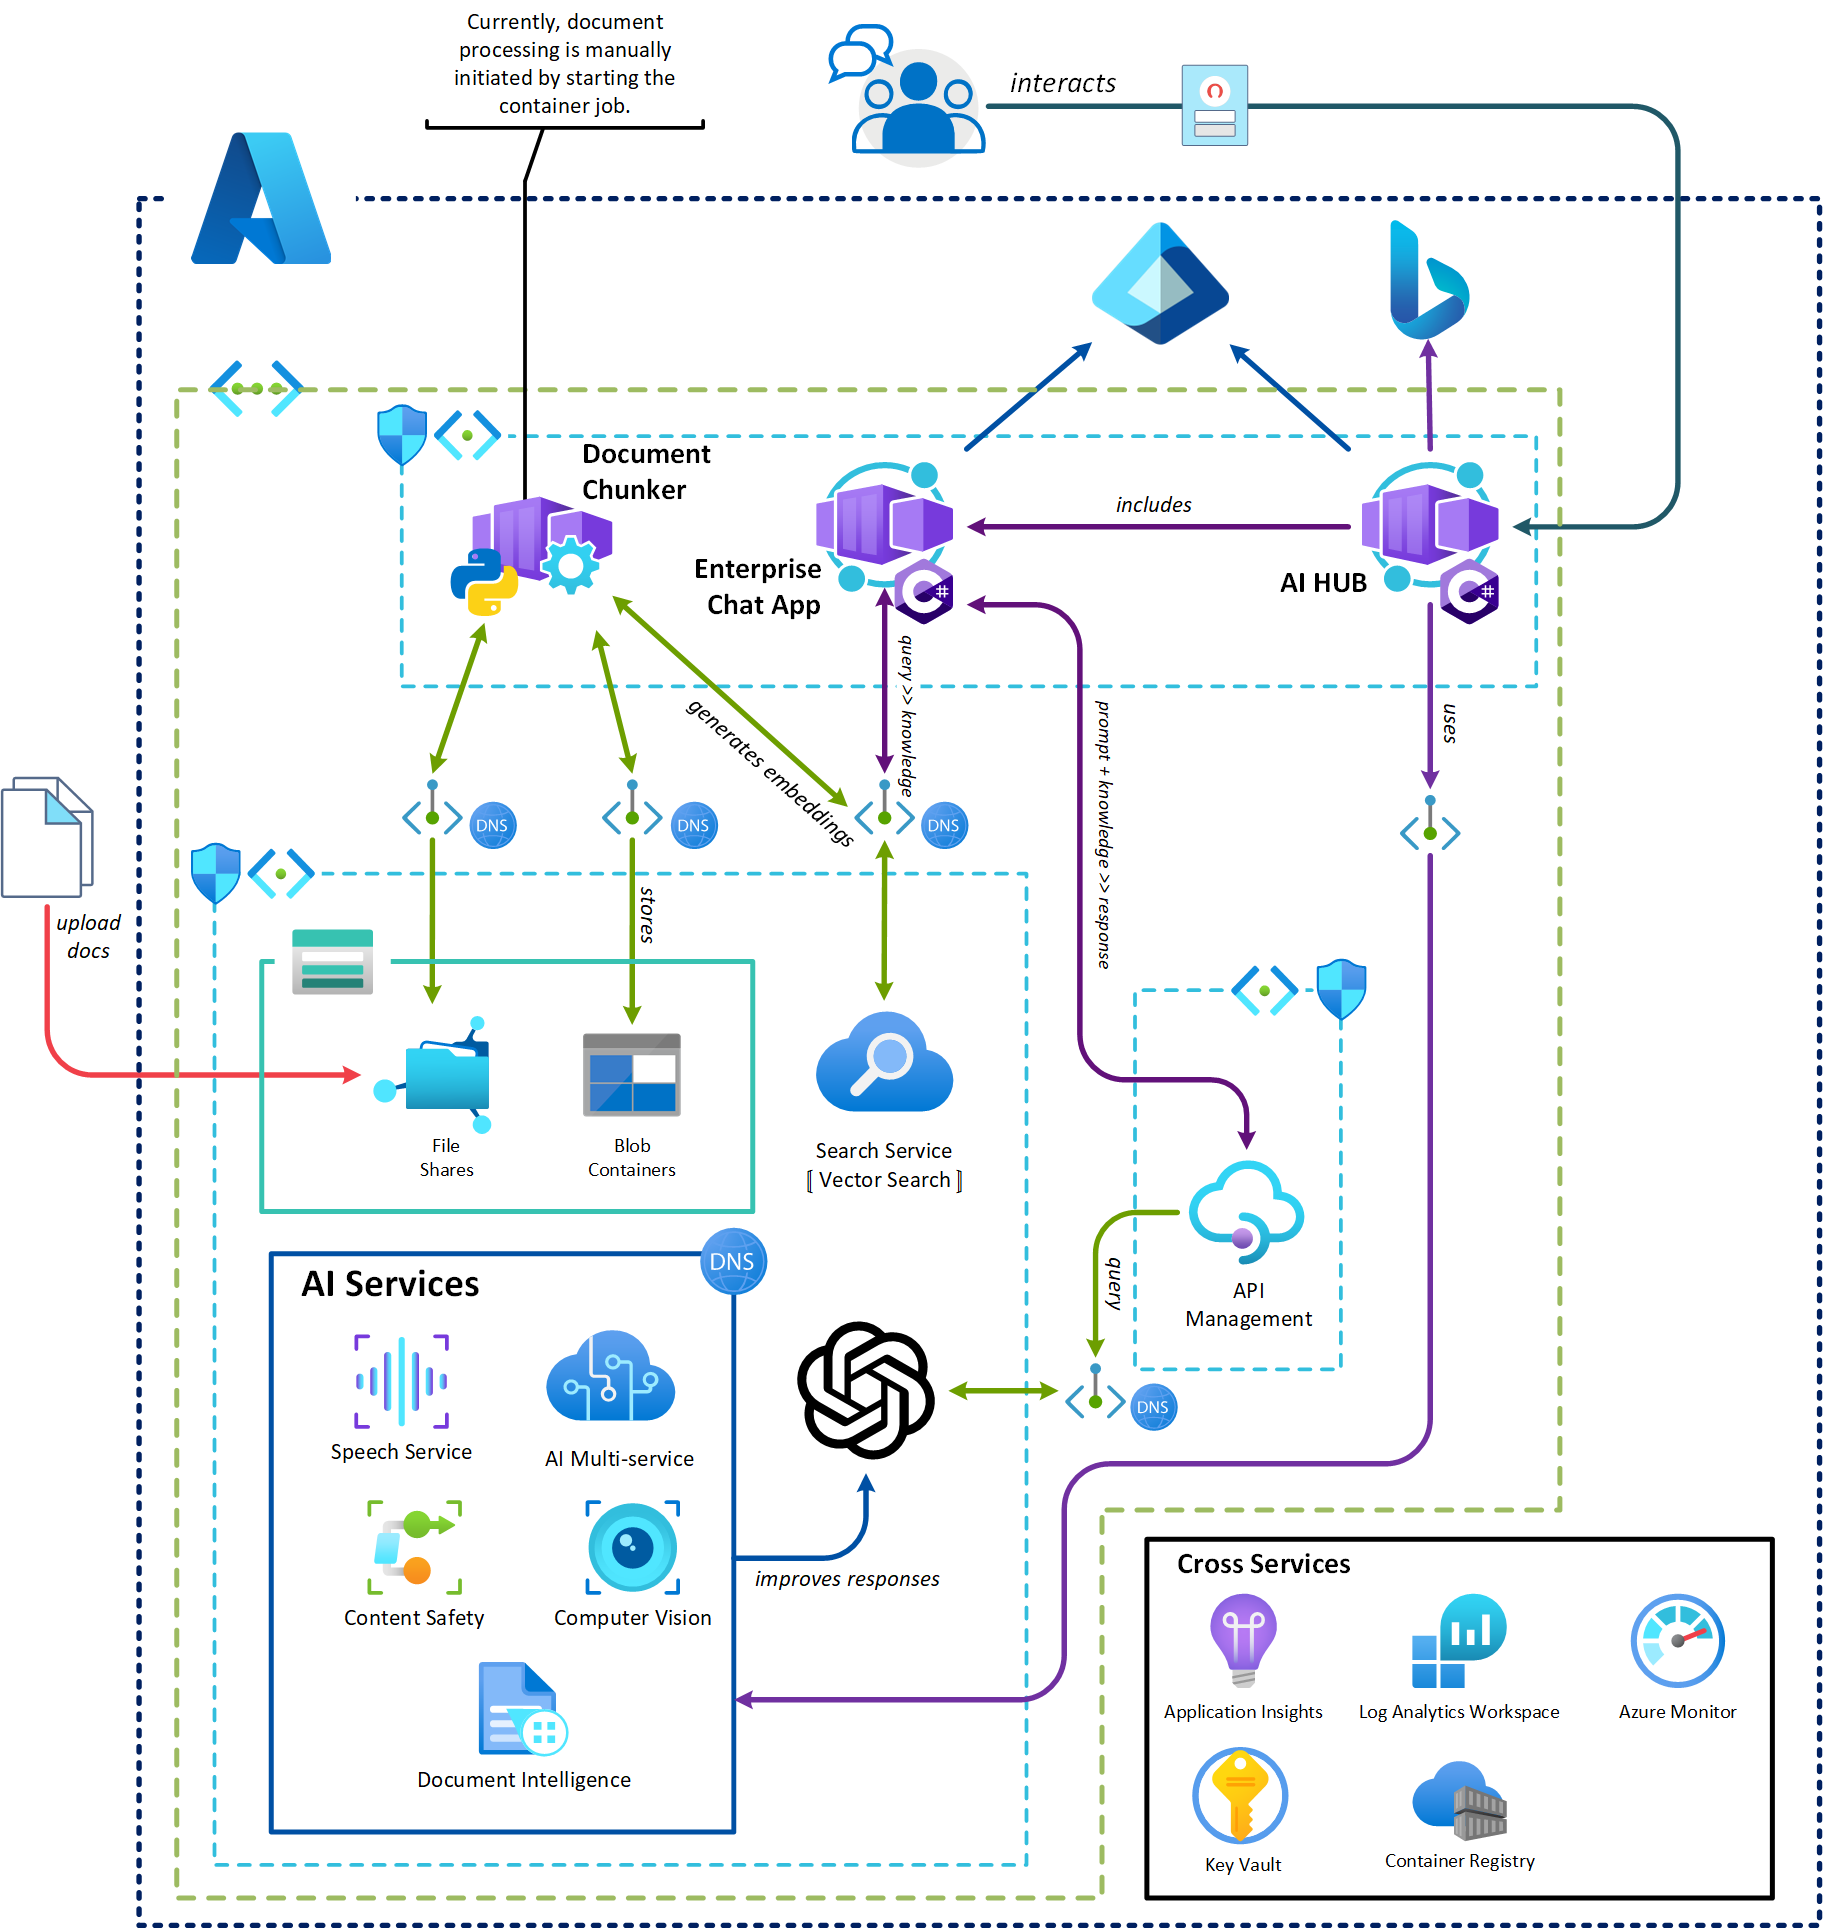 Currently, document
processing is manually
initiated by starting the
container job.
interacts
Document
Chunker
includes
Enterprise
Chat App
#
AI HUB
#
query >> knowledge
generates embeddings
prompt + knowledge >> response
uses
DNS
DNS
DNS
upload
docs
stores
File
Shares
Blob
Containers
Search Service
[ Vector Search ]
API
Management
query
DNS
AI Services
DNS
Speech Service
AI Multi-service
Content Safety
Computer Vision
Document Intelligence
improves responses
Cross Services
Application Insights
Log Analytics Workspace
Azure Monitor
Key Vault
Container Registry